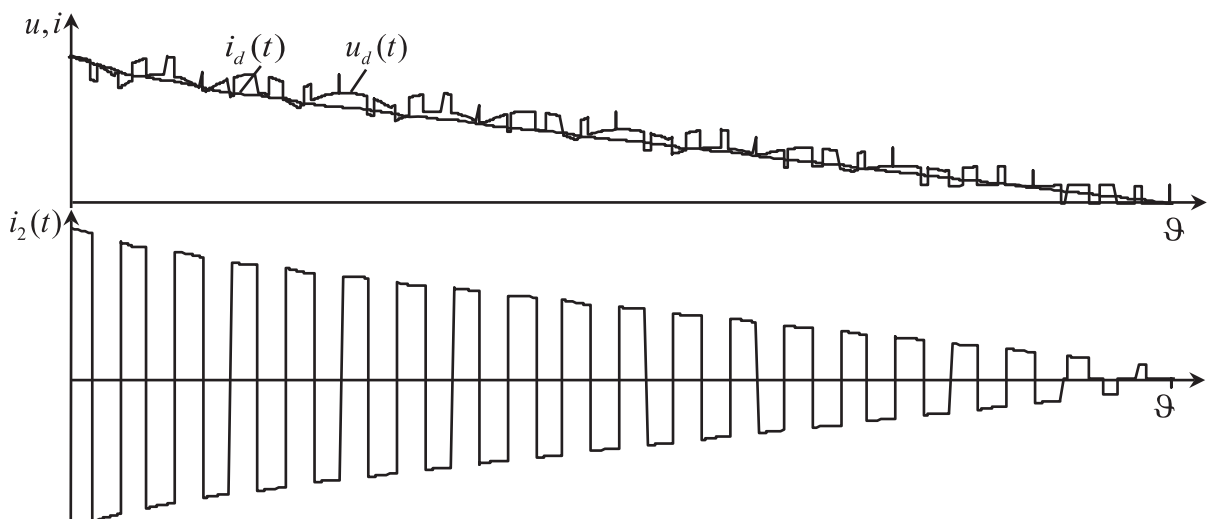 u, i
i_d(t) u_d(t)
ϑ
i_2(t)
ϑ